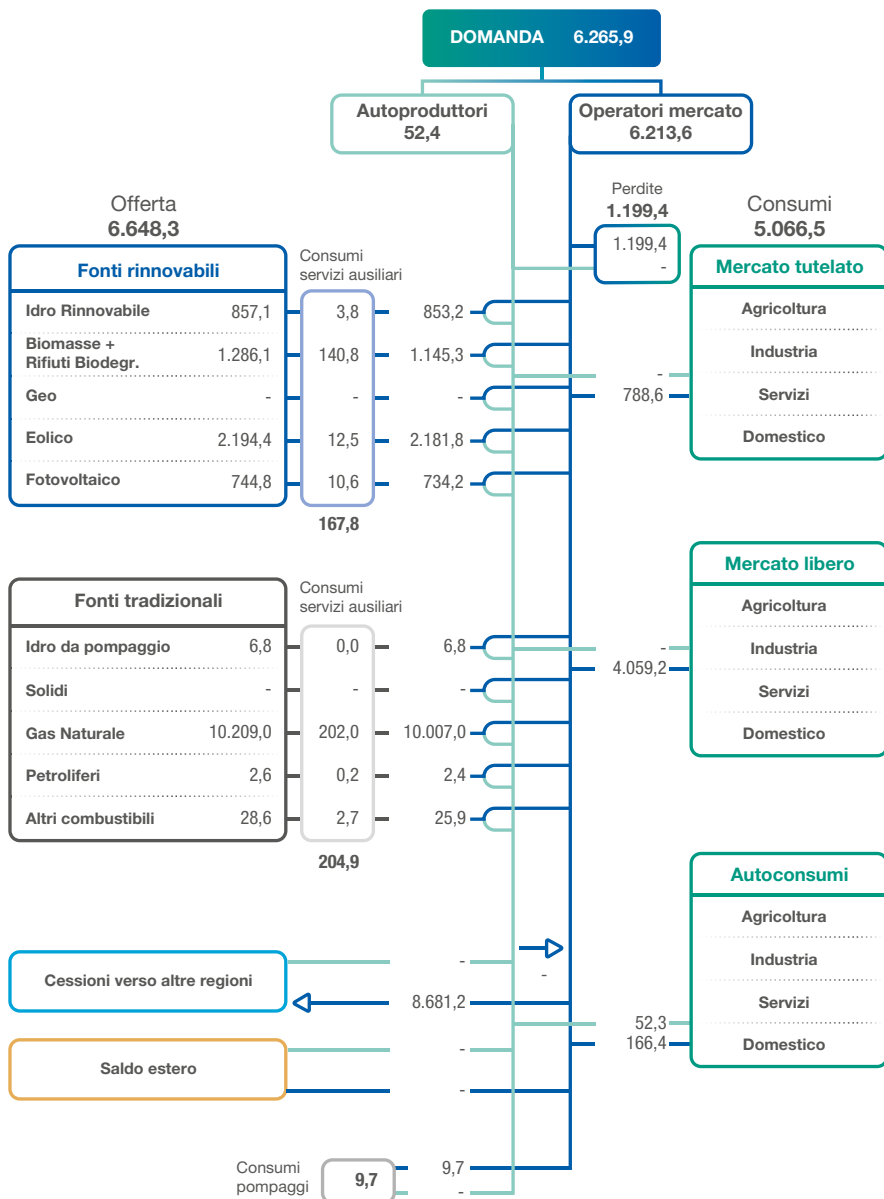 DOMANDA 6.265,9
Autoproduttori
52,4
Operatori mercato
6.213,6
Perdite
1.199,4
1.199,4
-
Offerta
6.648,3
Consumi
5.066,5
Fonti rinnovabili
Consumi
servizi ausiliari
Idro Rinnovabile 857,1 3,8 853,2
Biomasse +
Rifiuti Biodegr. 1.286,1 140,8 1.145,3
Geo - - -
Eolico 2.194,4 12,5 2.181,8
Fotovoltaico 744,8 10,6 734,2
167,8
Mercato tutelato
Agricoltura
Industria
-
788,6
Servizi
Domestico
Fonti tradizionali
Consumi
servizi ausiliari
Idro da pompaggio 6,8 0,0 6,8
Solidi - - -
Gas Naturale 10.209,0 202,0 10.007,0
Petroliferi 2,6 0,2 2,4
Altri combustibili 28,6 2,7 25,9
204,9
Mercato libero
Agricoltura
Industria
-
4.059,2
Servizi
Domestico
Autoconsumi
Agricoltura
Industria
Servizi
52,3
166,4
Domestico
Cessioni verso altre regioni
-
-
8.681,2
Saldo estero
-
-
Consumi
pompaggi
9,7
9,7
-